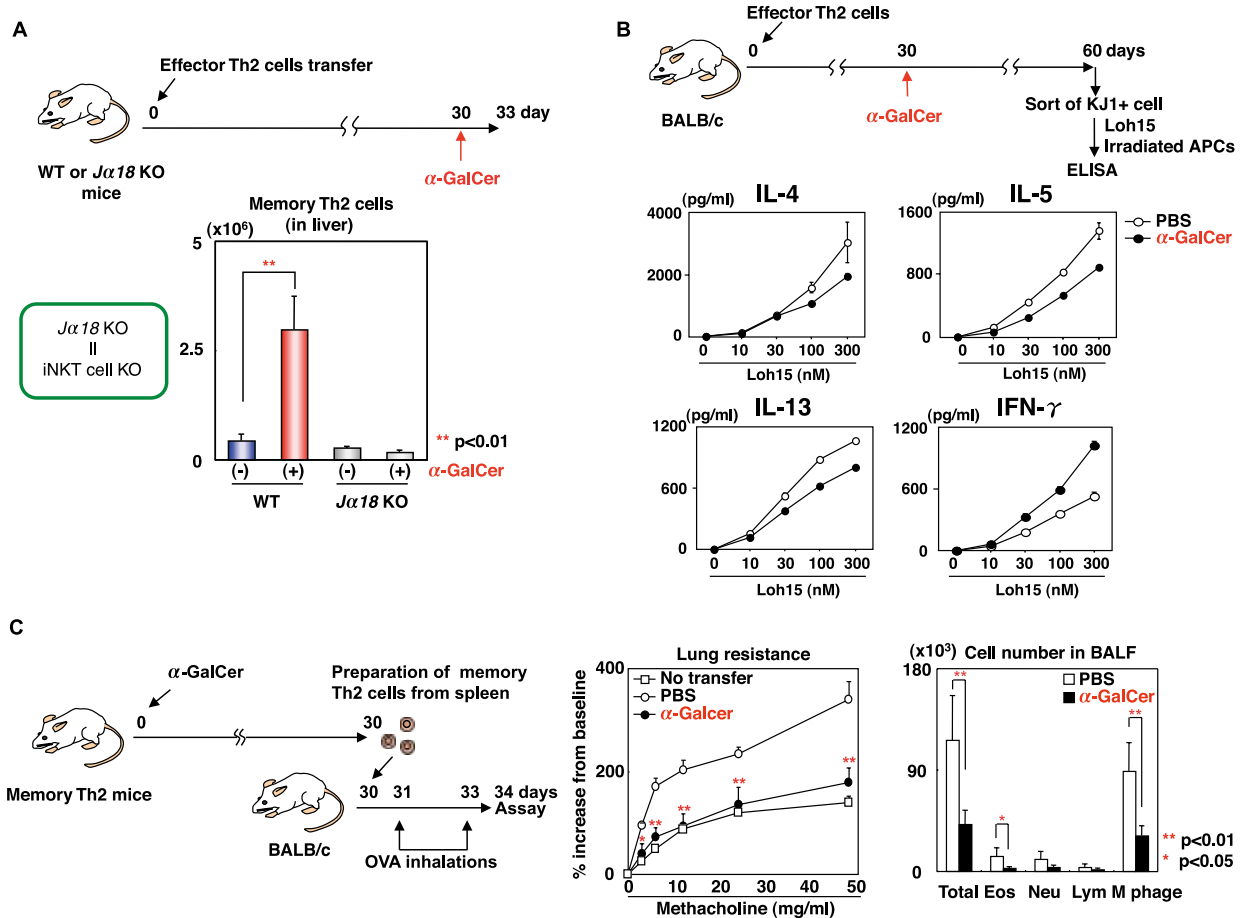 A
Effector Th2 cells transfer
0
30
33 day
WT or Jα18 KO
mice
α-GalCer
Memory Th2 cells
(in liver)
(x10⁶)
5
2.5
0
**
Jα18 KO
||
iNKT cell KO
** p<0.01
(-)
(+)
(-)
(+)
α-GalCer
WT
Jα18 KO
B
Effector Th2 cells
0
30
60 days
BALB/c
α-GalCer
Sort of KJ1+ cell
Loh15
Irradiated APCs
ELISA
(pg/ml)
IL-4
4000
2000
0
0 10 30 100 300
Loh15 (nM)
(pg/ml)
IL-5
1600
800
0
0 10 30 100 300
Loh15 (nM)
PBS
α-GalCer
(pg/ml)
IL-13
1200
600
0
0 10 30 100 300
Loh15 (nM)
(pg/ml)
IFN-γ
1200
600
0
0 10 30 100 300
Loh15 (nM)
C
α-GalCer
0
Memory Th2 mice
Preparation of memory
Th2 cells from spleen
30
30 31 33 34 days
Assay
BALB/c
OVA inhalations
Lung resistance
% increase from baseline
400
200
0
No transfer
PBS
α-Galcer
* ** ** ** **
0 10 20 30 40 50
Methacholine (mg/ml)
(x10³)
Cell number in BALF
180
90
0
PBS
α-GalCer
** * **
Total Eos Neu Lym M phage
** p<0.01
* p<0.05